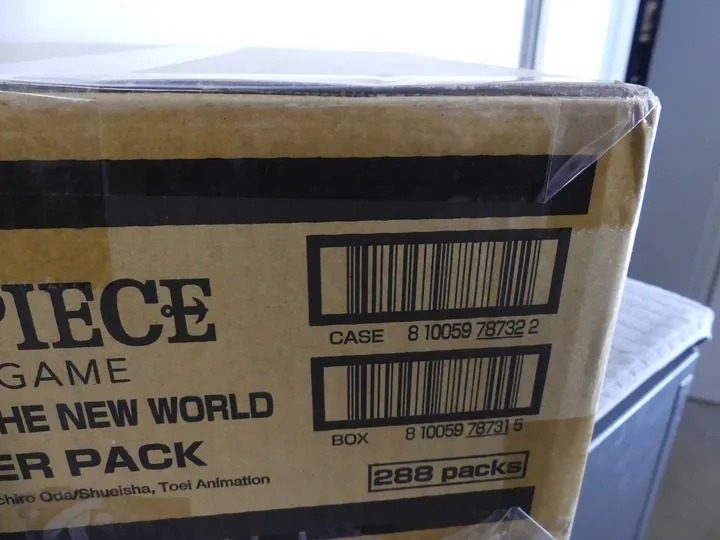 PIECE
GAME
HE NEW WORLD
ER PACK
chiro Oda/Shueisha, Toei Animation
CASE 8 10059 78732 2
BOX 8 10059 78731 5
288 packs